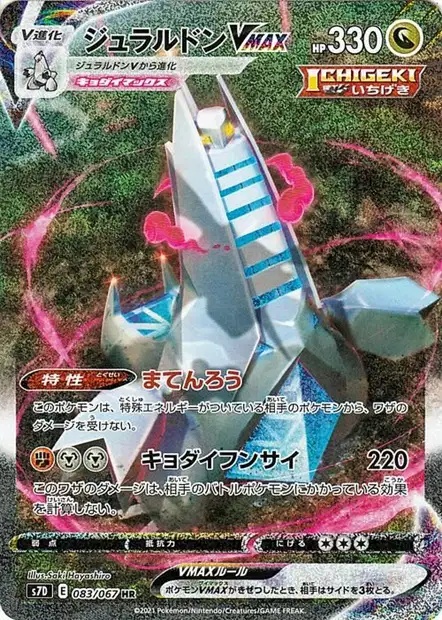 V進化
ジュラルドンVMAX
HP330
ジュラルドンVから進化
キョダイマックス
ICHIGEKI
いちげき
特性 とくせい まてんろう
このポケモンは、特殊エネルギーがついている相手のポケモンから、ワザの
ダメージを受けない。
キョダイフンサイ 220
このワザのダメージは、相手のバトルポケモンにかかっている効果
を計算しない。
弱点 抵抗力 にげる
Illus. Saki Hayashiro
VMAXルール
s7D E 083/067 HR
ポケモンVMAXがきぜつしたとき、相手はサイドを3枚とる。
©2021 Pokémon/Nintendo/Creatures/GAME FREAK.